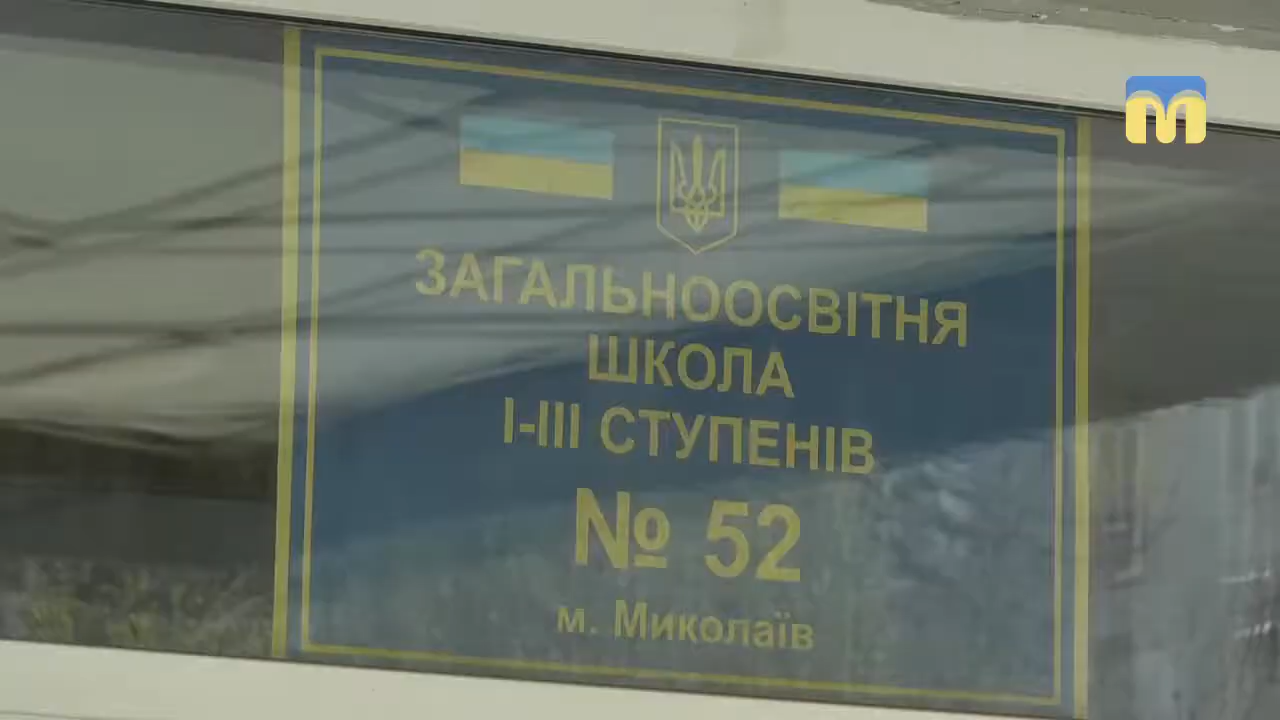 ЗАГАЛЬНООСВІТНЯ
ШКОЛА
І-ІІІ СТУПЕНІВ
№ 52
м. Миколаїв